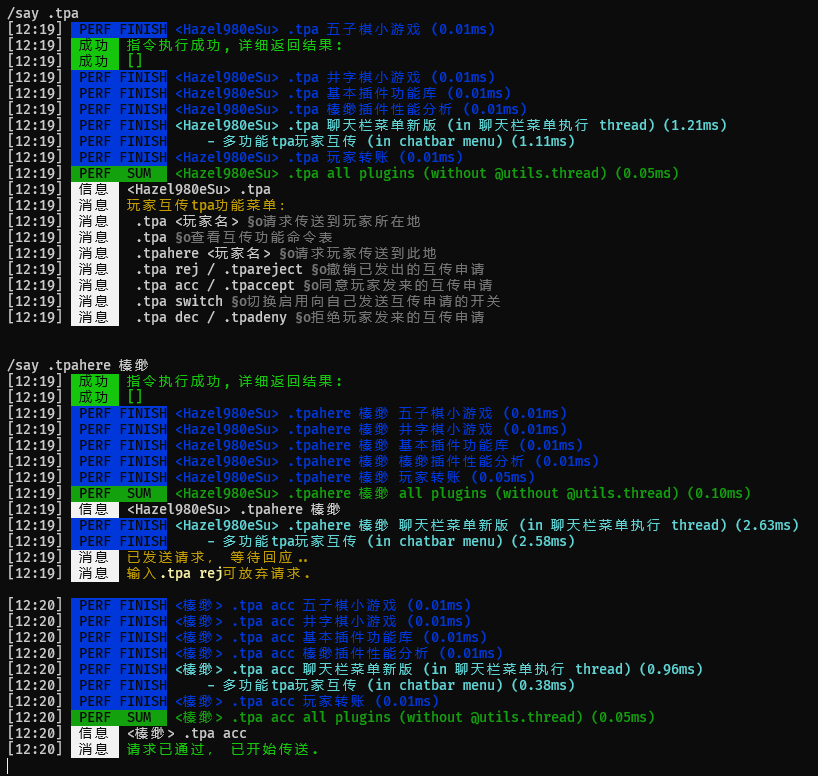 /say .tpa
[12:19] PERF FINISH <Hazel980eSu> .tpa 五子棋小游戏 (0.01ms)
[12:19] 成功 指令执行成功, 详细返回结果:
[12:19] 成功 []
[12:19] PERF FINISH <Hazel980eSu> .tpa 井字棋小游戏 (0.01ms)
[12:19] PERF FINISH <Hazel980eSu> .tpa 基本插件功能库 (0.01ms)
[12:19] PERF FINISH <Hazel980eSu> .tpa 榛缈插件性能分析 (0.01ms)
[12:19] PERF FINISH <Hazel980eSu> .tpa 聊天栏菜单新版 (in 聊天栏菜单执行 thread) (1.21ms)
[12:19] PERF FINISH - 多功能tpa玩家互传 (in chatbar menu) (1.11ms)
[12:19] PERF FINISH <Hazel980eSu> .tpa 玩家转账 (0.01ms)
[12:19] PERF SUM <Hazel980eSu> .tpa all plugins (without @utils.thread) (0.05ms)
[12:19] 信息 <Hazel980eSu> .tpa
[12:19] 消息 玩家互传tpa功能菜单:
[12:19] 消息 .tpa <玩家名> §o请求传送到玩家所在地
[12:19] 消息 .tpa §o查看互传功能命令表
[12:19] 消息 .tpahere <玩家名> §o请求玩家传送到此地
[12:19] 消息 .tpa rej / .tpareject §o撤销已发出的互传申请
[12:19] 消息 .tpa acc / .tpaccept §o同意玩家发来的互传申请
[12:19] 消息 .tpa switch §o切换启用向自己发送互传申请的开关
[12:19] 消息 .tpa dec / .tpadeny §o拒绝玩家发来的互传申请
/say .tpahere 榛缈
[12:19] 成功 指令执行成功, 详细返回结果:
[12:19] 成功 []
[12:19] PERF FINISH <Hazel980eSu> .tpahere 榛缈 五子棋小游戏 (0.01ms)
[12:19] PERF FINISH <Hazel980eSu> .tpahere 榛缈 井字棋小游戏 (0.01ms)
[12:19] PERF FINISH <Hazel980eSu> .tpahere 榛缈 基本插件功能库 (0.01ms)
[12:19] PERF FINISH <Hazel980eSu> .tpahere 榛缈 榛缈插件性能分析 (0.01ms)
[12:19] PERF FINISH <Hazel980eSu> .tpahere 榛缈 玩家转账 (0.05ms)
[12:19] PERF SUM <Hazel980eSu> .tpahere 榛缈 all plugins (without @utils.thread) (0.10ms)
[12:19] 信息 <Hazel980eSu> .tpahere 榛缈
[12:19] PERF FINISH <Hazel980eSu> .tpahere 榛缈 聊天栏菜单新版 (in 聊天栏菜单执行 thread) (2.63ms)
[12:19] PERF FINISH - 多功能tpa玩家互传 (in chatbar menu) (2.58ms)
[12:19] 消息 已发送请求, 等待回应..
[12:19] 消息 输入.tpa rej可放弃请求.
[12:20] PERF FINISH <榛缈> .tpa acc 五子棋小游戏 (0.01ms)
[12:20] PERF FINISH <榛缈> .tpa acc 井字棋小游戏 (0.01ms)
[12:20] PERF FINISH <榛缈> .tpa acc 基本插件功能库 (0.01ms)
[12:20] PERF FINISH <榛缈> .tpa acc 榛缈插件性能分析 (0.01ms)
[12:20] PERF FINISH <榛缈> .tpa acc 聊天栏菜单新版 (in 聊天栏菜单执行 thread) (0.96ms)
[12:20] PERF FINISH - 多功能tpa玩家互传 (in chatbar menu) (0.38ms)
[12:20] PERF FINISH <榛缈> .tpa acc 玩家转账 (0.01ms)
[12:20] PERF SUM <榛缈> .tpa acc all plugins (without @utils.thread) (0.05ms)
[12:20] 信息 <榛缈> .tpa acc
[12:20] 消息 请求已通过, 已开始传送.